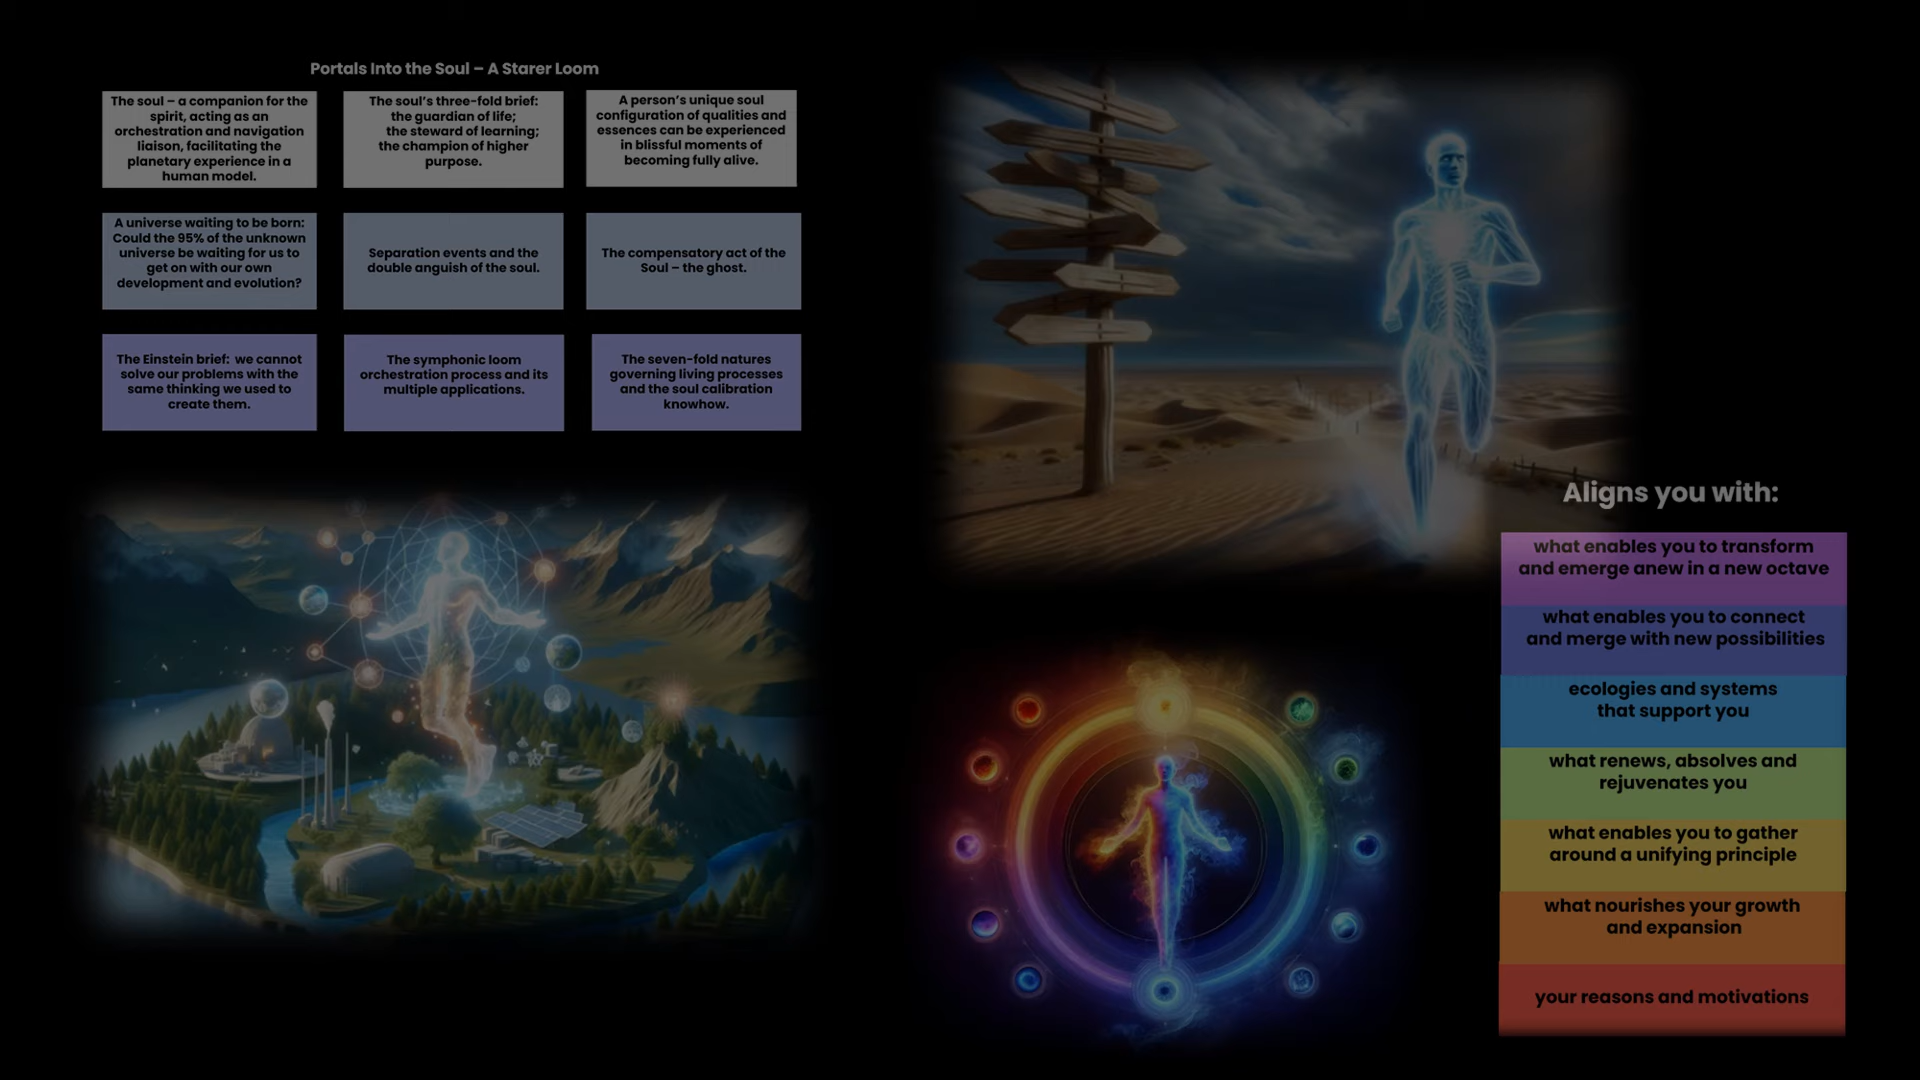 Portals Into the Soul – A Starer Loom
The soul – a companion for the
spirit, acting as an
orchestration and navigation
liaison, facilitating the
planetary experience in a
human model.
The soul's three-fold brief:
the guardian of life;
the steward of learning;
the champion of higher
purpose.
A person's unique soul
configuration of qualities and
essences can be experienced
in blissful moments of
becoming fully alive.
A universe waiting to be born:
Could the 95% of the unknown
universe be waiting for us to
get on with our own
development and evolution?
Separation events and the
double anguish of the soul.
The compensatory act of the
Soul – the ghost.
The Einstein brief: we cannot
solve our problems with the
same thinking we used to
create them.
The symphonic loom
orchestration process and its
multiple applications.
The seven-fold natures
governing living processes
and the soul calibration
knowhow.
Aligns you with:
what enables you to transform
and emerge anew in a new octave
what enables you to connect
and merge with new possibilities
ecologies and systems
that support you
what renews, absolves and
rejuvenates you
what enables you to gather
around a unifying principle
what nourishes your growth
and expansion
your reasons and motivations